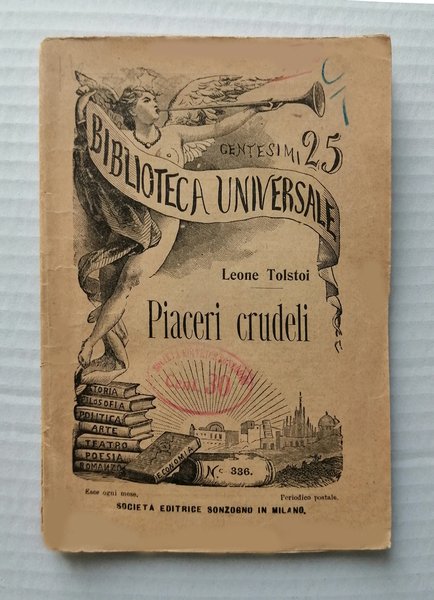 CENTESIMI 25
BIBLIOTECA UNIVERSALE
Leone Tolstoi
Piaceri crudeli
STORIA
FILOSOFIA
POLITICA
ARTE
TEATRO
POESIA
ROMANZO
ECONOMIA
Nº 336.
Esce ogni mese.
Periodico postale.
SOCIETÀ EDITRICE SONZOGNO IN MILANO.